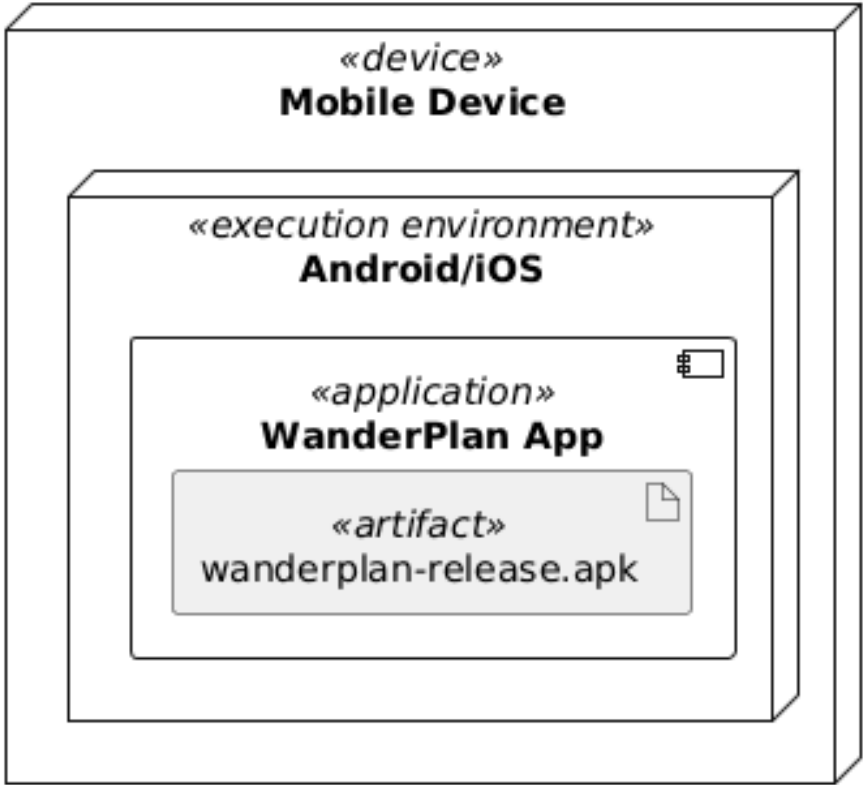 «device»
Mobile Device
«execution environment»
Android/iOS
«application»
WanderPlan App
«artifact»
wanderplan-release.apk